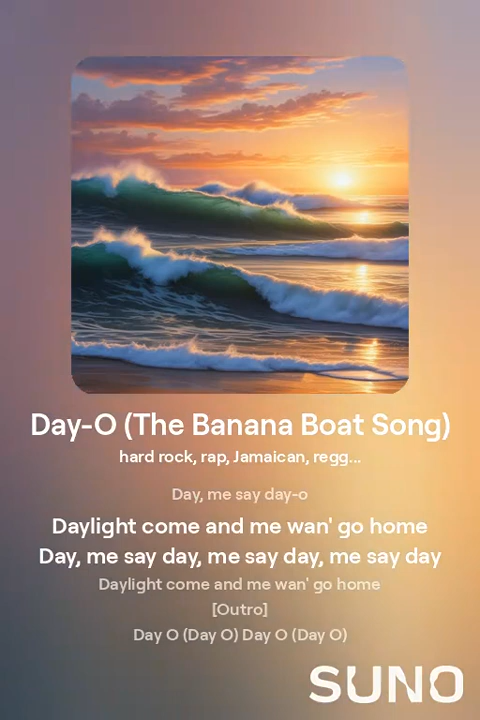 Day-O (The Banana Boat Song)
hard rock, rap, Jamaican, regg...
Day, me say day-o
Daylight come and me wan' go home
Day, me say day, me say day, me say day
Daylight come and me wan' go home
[Outro]
Day O (Day O) Day O (Day O)
SUNO